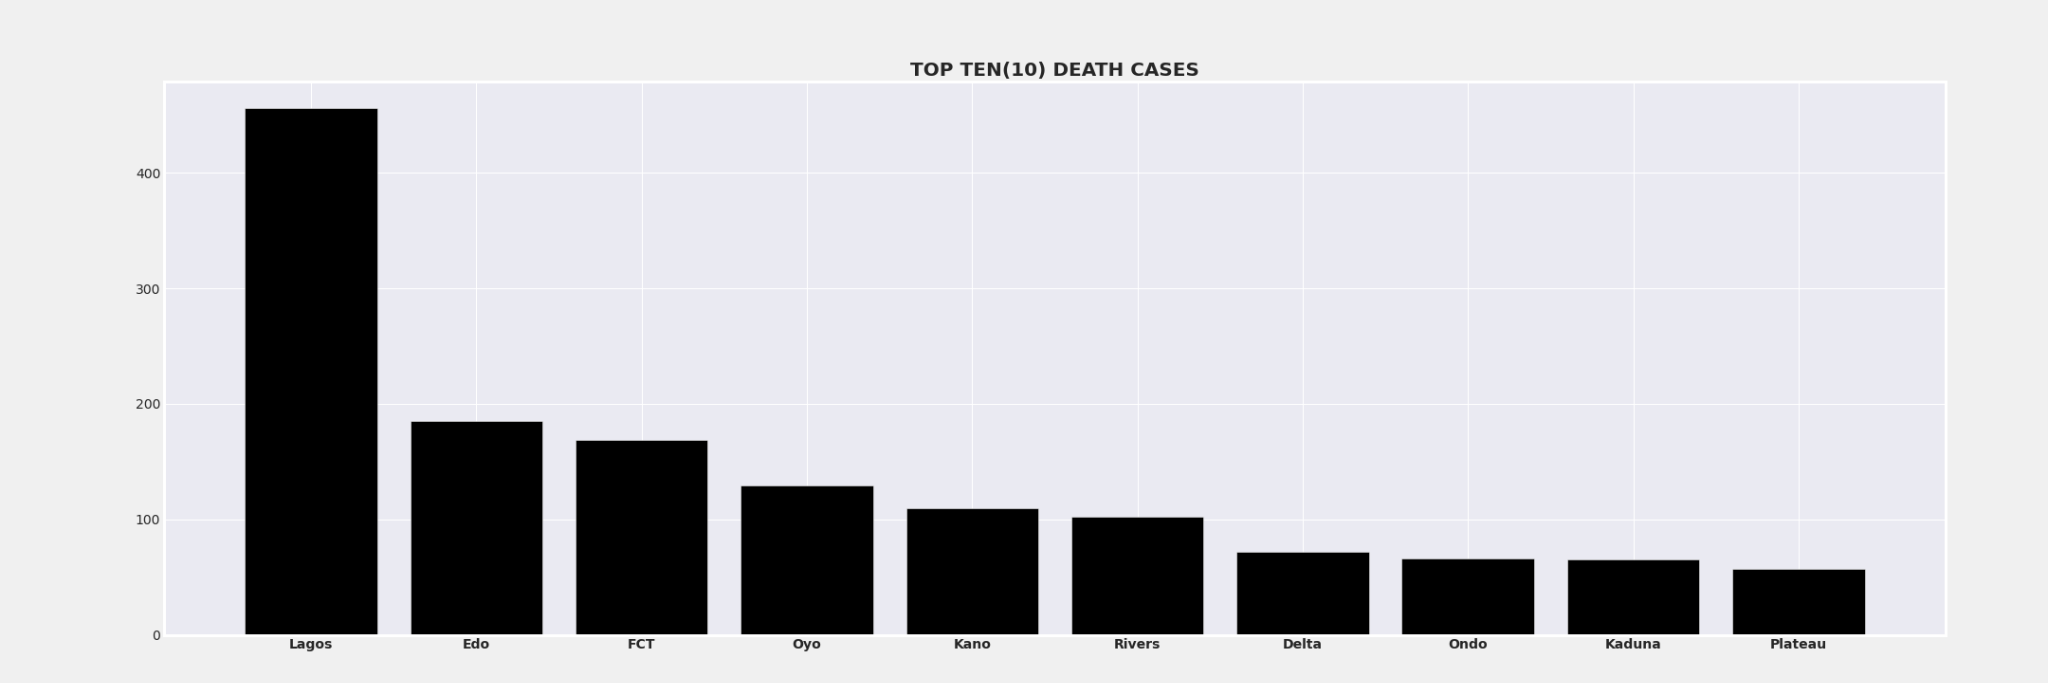 TOP TEN(10) DEATH CASES
400
300
200
100
0
Lagos Edo FCT Oyo Kano Rivers Delta Ondo Kaduna Plateau